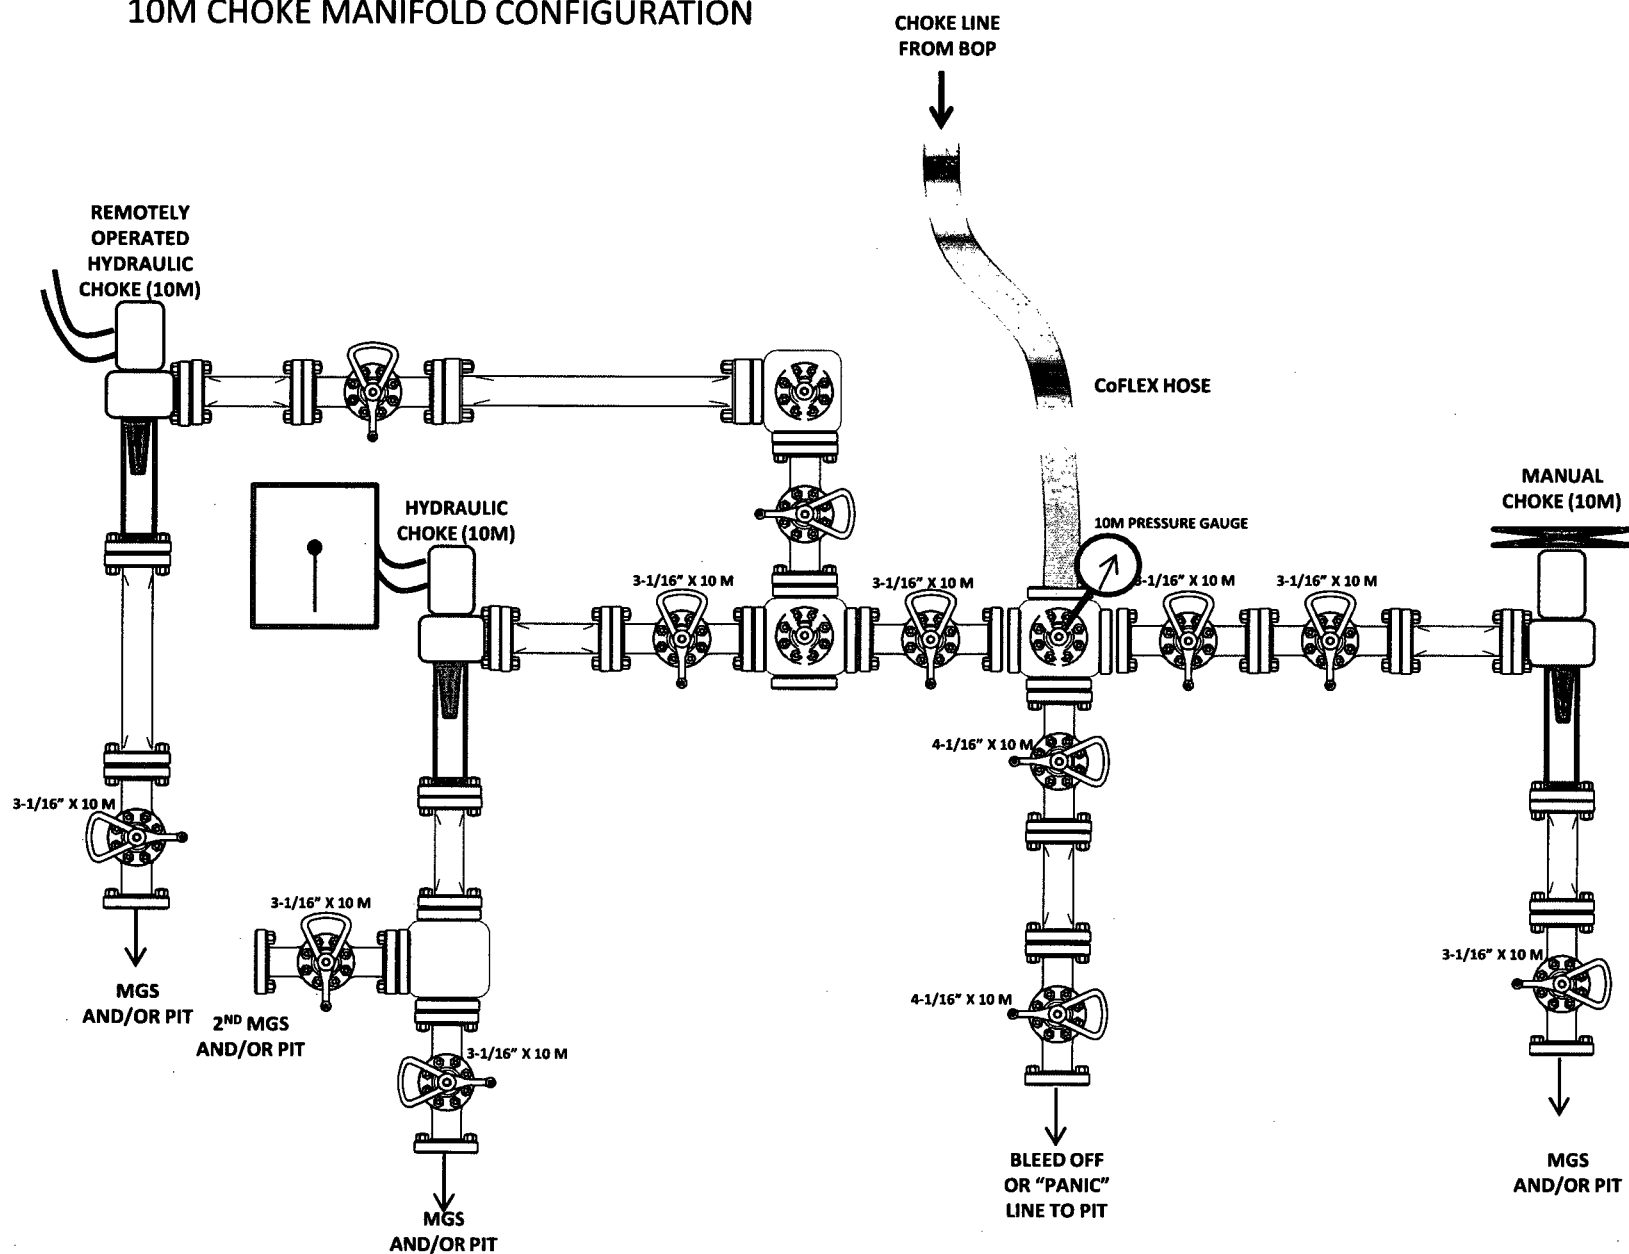 10M CHOKE MANIFOLD CONFIGURATION
CHOKE LINE
FROM BOP
REMOTELY
OPERATED
HYDRAULIC
CHOKE (10M)
CoFLEX HOSE
MANUAL
CHOKE (10M)
HYDRAULIC
CHOKE (10M)
10M PRESSURE GAUGE
3-1/16” X 10 M
3-1/16” X 10 M
3-1/16” X 10 M
3-1/16” X 10 M
4-1/16” X 10 M
3-1/16” X 10 M
3-1/16” X 10 M
3-1/16” X 10 M
4-1/16” X 10 M
MGS
AND/OR PIT
2ND MGS
AND/OR PIT
3-1/16” X 10 M
BLEED OFF
OR “PANIC”
LINE TO PIT
MGS
AND/OR PIT
MGS
AND/OR PIT